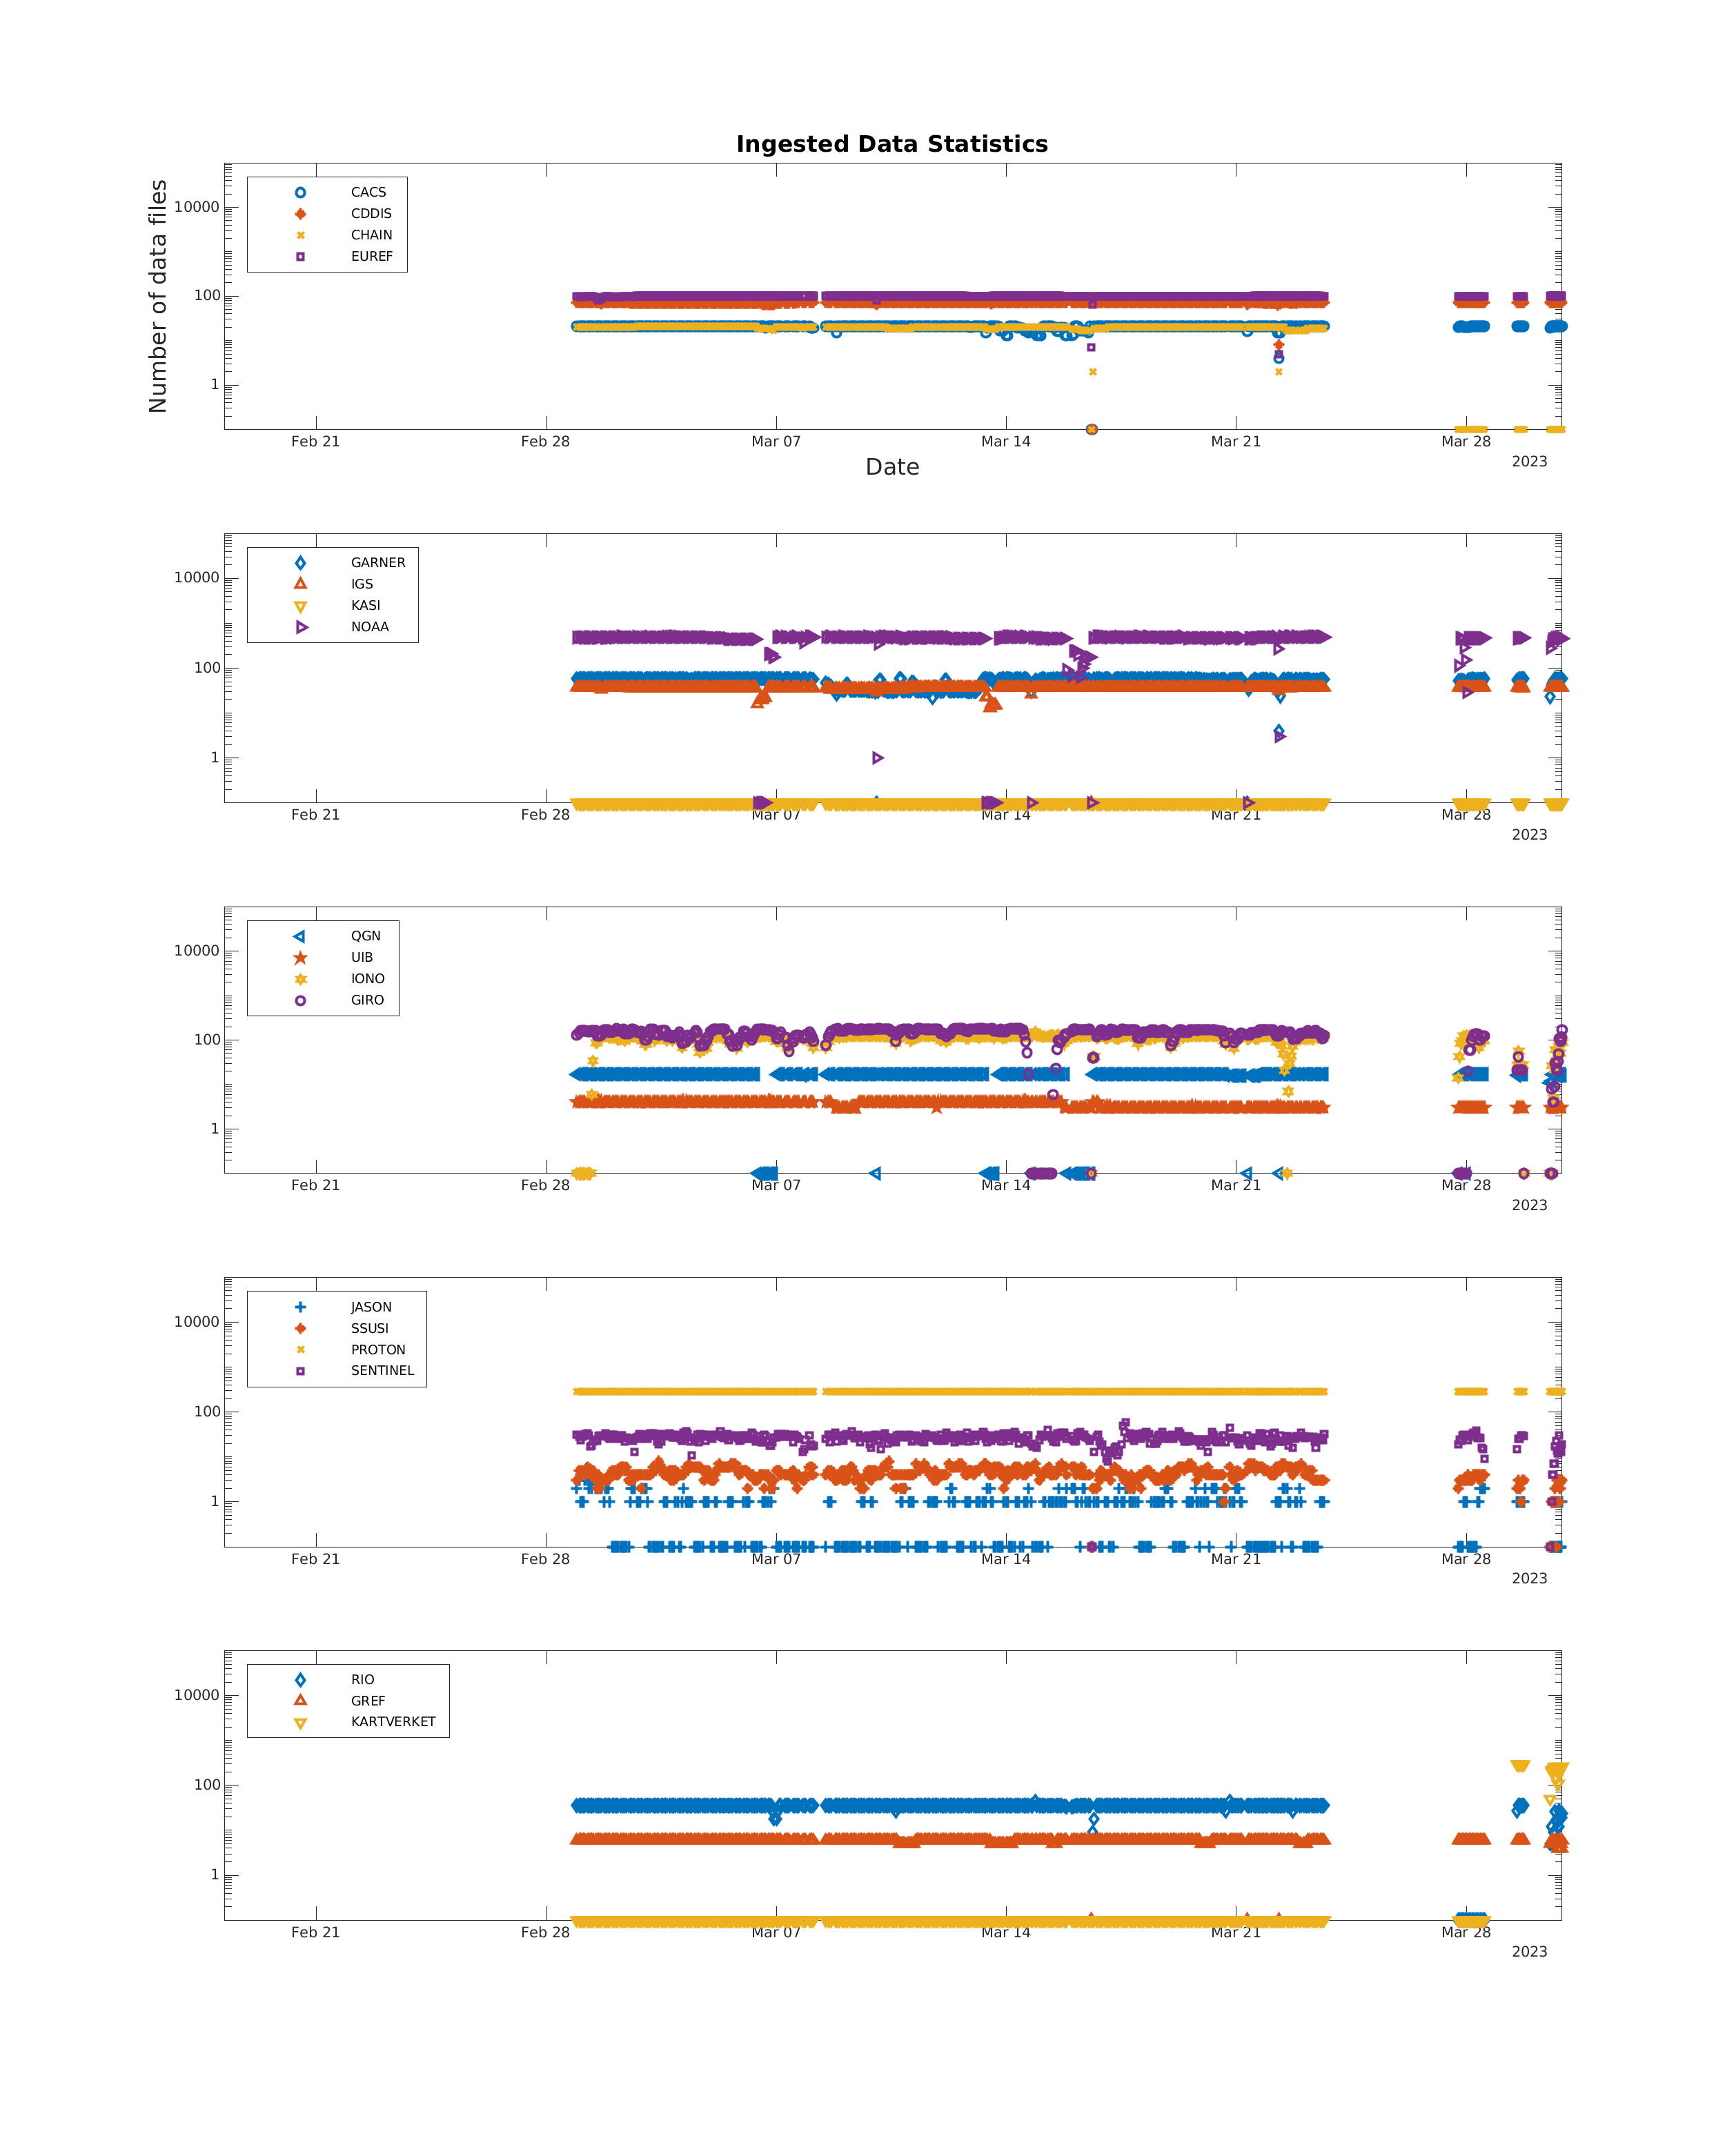 Ingested Data Statistics
Number of data files
CACS
CDDIS
CHAIN
EUREF
10000
100
1
Feb 21 Feb 28 Mar 07 Mar 14 Mar 21 Mar 28
2023
Date
GARNER
IGS
KASI
NOAA
10000
100
1
Feb 21 Feb 28 Mar 07 Mar 14 Mar 21 Mar 28
2023
QGN
UIB
IONO
GIRO
10000
100
1
Feb 21 Feb 28 Mar 07 Mar 14 Mar 21 Mar 28
2023
JASON
SSUSI
PROTON
SENTINEL
10000
100
1
Feb 21 Feb 28 Mar 07 Mar 14 Mar 21 Mar 28
2023
RIO
GREF
KARTVERKET
10000
100
1
Feb 21 Feb 28 Mar 07 Mar 14 Mar 21 Mar 28
2023